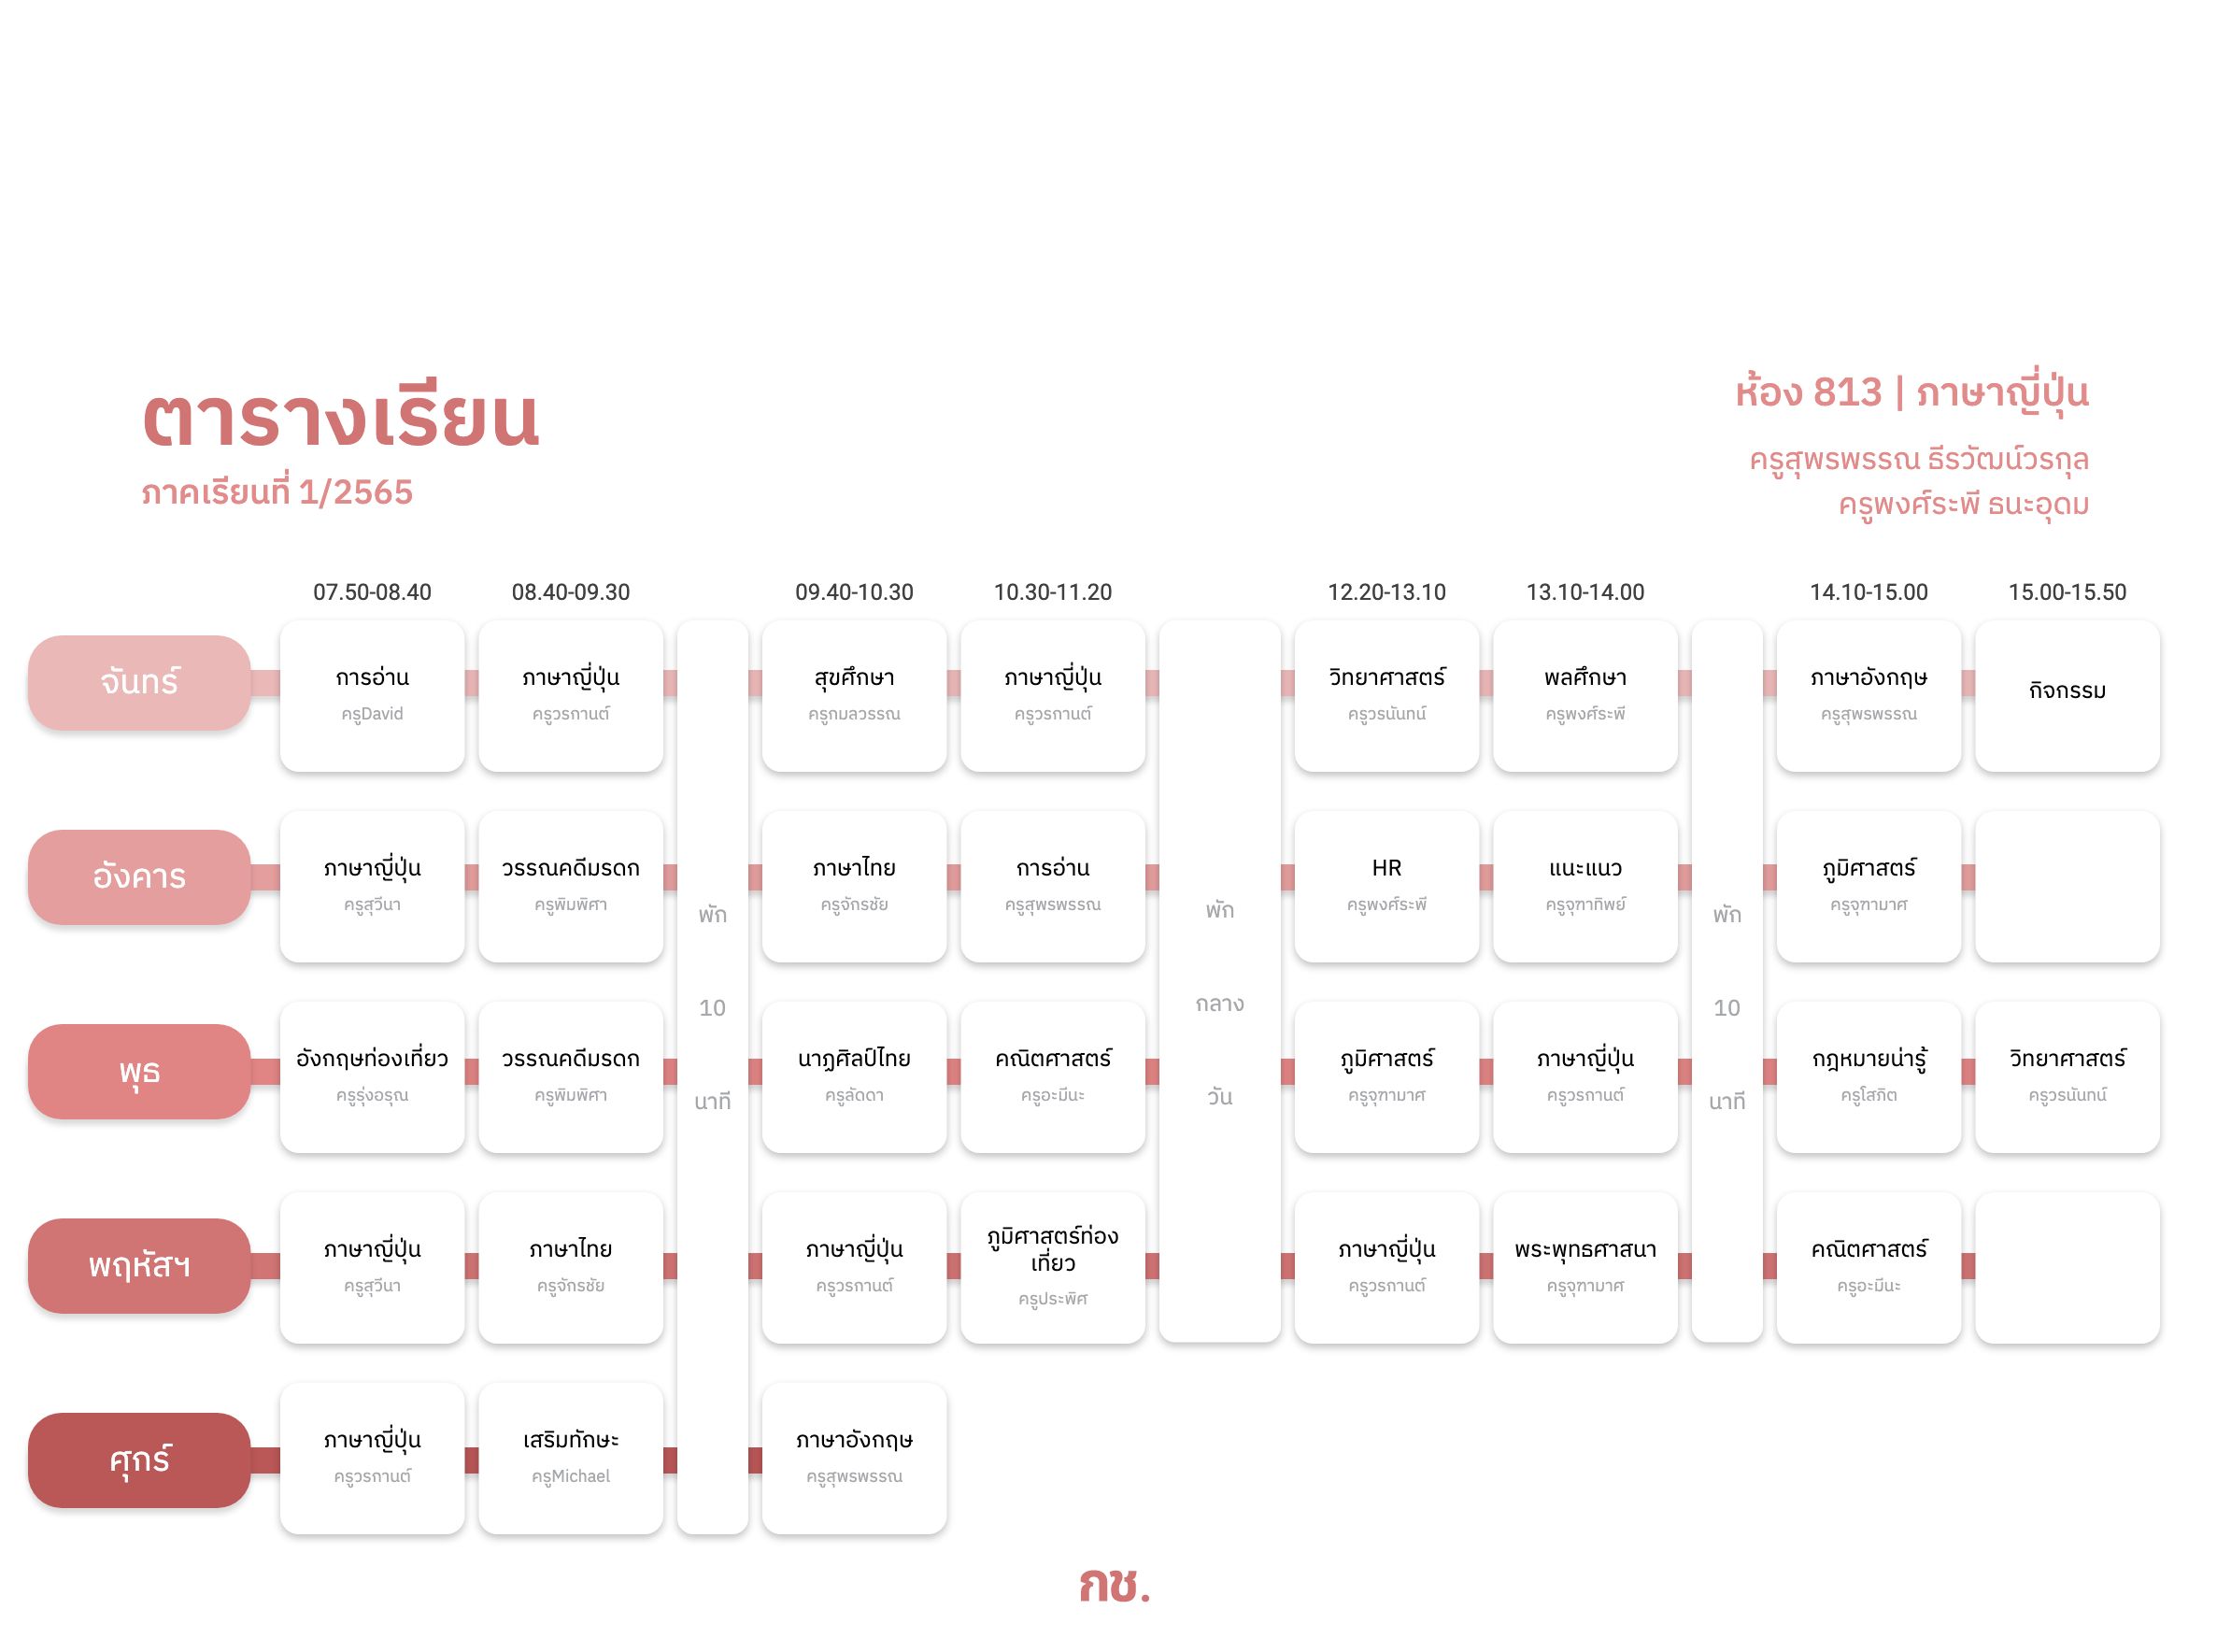 ตารางเรียน
ภาคเรียนที่ 1/2565
ห้อง 813 | ภาษาญี่ปุ่น
ครูสุพรพรรณ ธีรวัฒน์วรกุล
ครูพงศ์ระพี ธนะอุดม
07.50-08.40 08.40-09.30 09.40-10.30 10.30-11.20 12.20-13.10 13.10-14.00 14.10-15.00 15.00-15.50
จันทร์
การอ่าน ภาษาญี่ปุ่น สุขศึกษา ภาษาญี่ปุ่น วิทยาศาสตร์ พลศึกษา ภาษาอังกฤษ กิจกรรม
ครูDavid ครูวรกานต์ ครูกมลวรรณ ครูวรกานต์ ครูวรนันทน์ ครูพงศ์ระพี ครูสุพรพรรณ
อังคาร
ภาษาญี่ปุ่น วรรณคดีมรดก ภาษาไทย การอ่าน HR แนะแนว ภูมิศาสตร์
ครูสุวีนา ครูพิมพิศา ครูจักรชัย ครูสุพรพรรณ ครูพงศ์ระพี ครูจุฑาทิพย์ ครูจุฑามาศ
พัก พัก พัก
10 กลาง 10
นาที วัน นาที
พุธ
อังกฤษท่องเที่ยว วรรณคดีมรดก นาฏศิลป์ไทย คณิตศาสตร์ ภูมิศาสตร์ ภาษาญี่ปุ่น กฎหมายน่ารู้ วิทยาศาสตร์
ครูรุ่งอรุณ ครูพิมพิศา ครูลัดดา ครูอะมีนะ ครูจุฑามาศ ครูวรกานต์ ครูโสภิต ครูวรนันทน์
พฤหัสฯ
ภาษาญี่ปุ่น ภาษาไทย ภาษาญี่ปุ่น ภูมิศาสตร์ท่อง
เที่ยว ภาษาญี่ปุ่น พระพุทธศาสนา คณิตศาสตร์
ครูสุวีนา ครูจักรชัย ครูวรกานต์ ครูประพิศ ครูวรกานต์ ครูจุฑามาศ ครูอะมีนะ
ศุกร์
ภาษาญี่ปุ่น เสริมทักษะ ภาษาอังกฤษ
ครูวรกานต์ ครูMichael ครูสุพรพรรณ
กช.